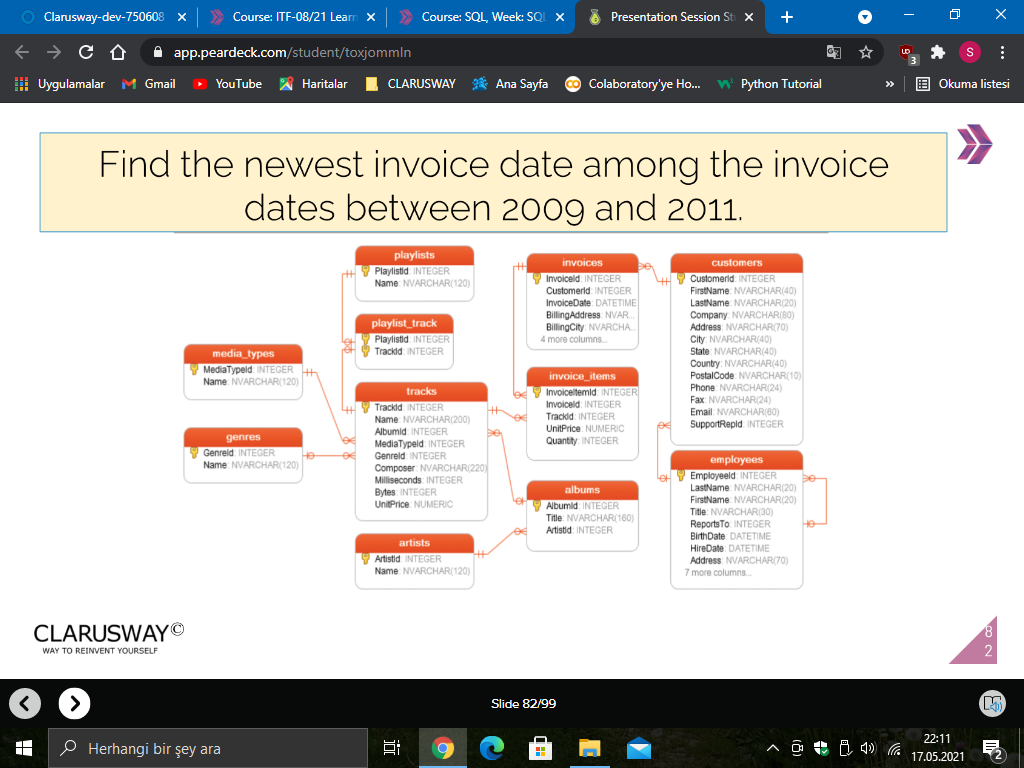 Clarusway-dev-750608
Course: ITF-08/21 Learn
Course: SQL, Week: SQL
Presentation Session St
app.peardeck.com/student/toxjommln
3
S
Uygulamalar
Gmail
YouTube
Haritalar
CLARUSWAY
Ana Sayfa
Colaboratory'ye Ho...
Python Tutorial
»
Okuma listesi
Find the newest invoice date among the invoice
dates between 2009 and 2011.
playlists
PlaylistId: INTEGER
Name: NVARCHAR(120)
playlist_track
PlaylistId: INTEGER
TrackId: INTEGER
media_types
MediaTypeId: INTEGER
Name: NVARCHAR(120)
genres
GenreId: INTEGER
Name: NVARCHAR(120)
tracks
TrackId: INTEGER
Name: NVARCHAR(200)
AlbumId: INTEGER
MediaTypeId: INTEGER
GenreId: INTEGER
Composer: NVARCHAR(220)
Milliseconds: INTEGER
Bytes: INTEGER
UnitPrice: NUMERIC
artists
ArtistId: INTEGER
Name: NVARCHAR(120)
invoices
InvoiceId: INTEGER
CustomerId: INTEGER
InvoiceDate: DATETIME
BillingAddress: NVAR...
BillingCity: NVARCHA...
4 more columns...
invoice_items
InvoiceItemId: INTEGER
InvoiceId: INTEGER
TrackId: INTEGER
UnitPrice: NUMERIC
Quantity: INTEGER
albums
AlbumId: INTEGER
Title: NVARCHAR(160)
ArtistId: INTEGER
customers
CustomerId: INTEGER
FirstName: NVARCHAR(40)
LastName: NVARCHAR(20)
Company: NVARCHAR(80)
Address: NVARCHAR(70)
City: NVARCHAR(40)
State: NVARCHAR(40)
Country: NVARCHAR(40)
PostalCode: NVARCHAR(10)
Phone: NVARCHAR(24)
Fax: NVARCHAR(24)
Email: NVARCHAR(60)
SupportRepId: INTEGER
employees
EmployeeId: INTEGER
LastName: NVARCHAR(20)
FirstName: NVARCHAR(20)
Title: NVARCHAR(30)
ReportsTo: INTEGER
BirthDate: DATETIME
HireDate: DATETIME
Address: NVARCHAR(70)
7 more columns...
CLARUSWAY©
WAY TO REINVENT YOURSELF
8
2
Slide 82/99
Herhangi bir şey ara
22:11
17.05.2021
2